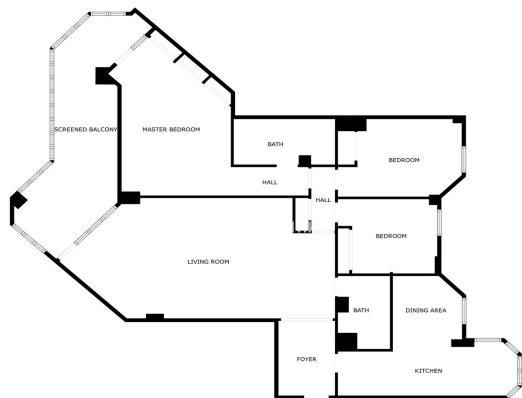 SCREENED BALCONY
MASTER BEDROOM
BATH
BEDROOM
HALL
HALL
BEDROOM
LIVING ROOM
BATH
DINING AREA
FOYER
KITCHEN